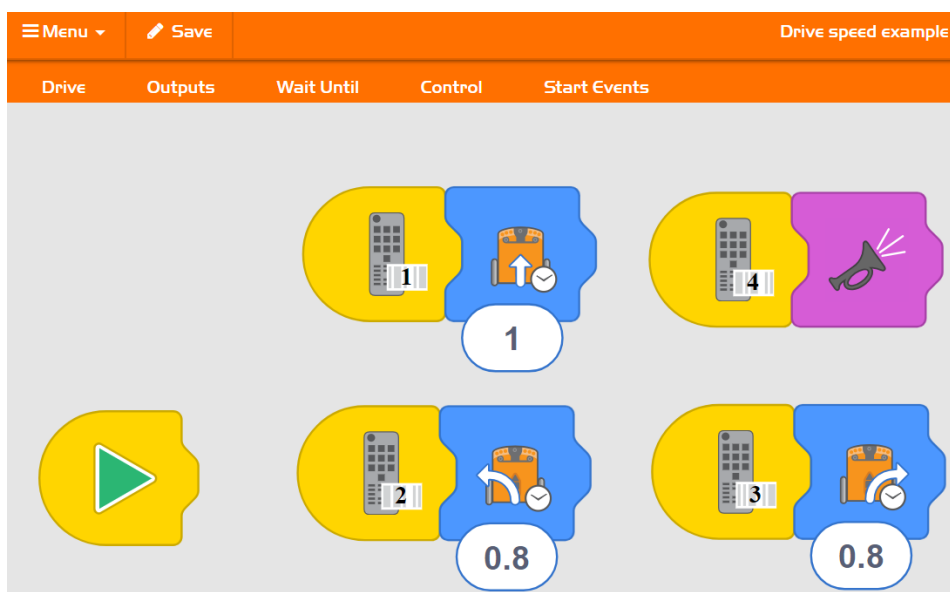 Menu Save Drive speed example
Drive Outputs Wait Until Control Start Events
1 4
1
2 3
0.8 0.8